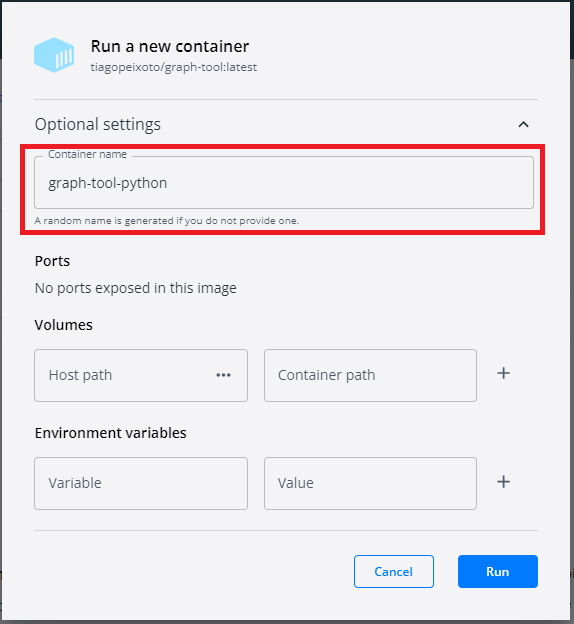 Run a new container
tiagopeixoto/graph-tool:latest
Optional settings
Container name
graph-tool-python
A random name is generated if you do not provide one.
Ports
No ports exposed in this image
Volumes
Host path •••
Container path
+
Environment variables
Variable
Value
+
Cancel
Run